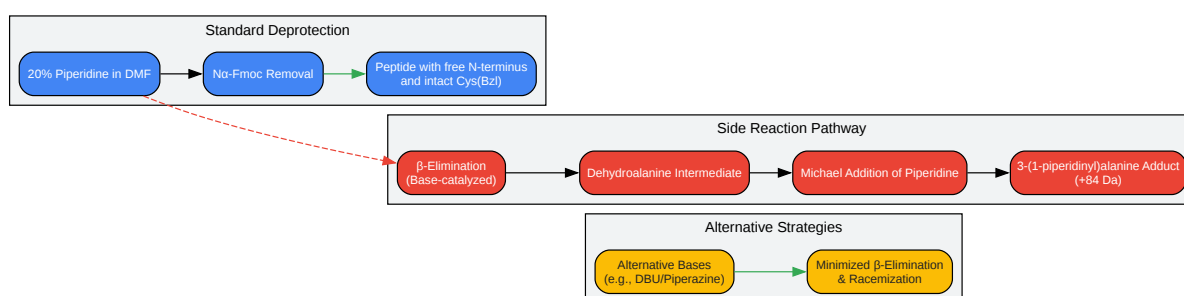 Standard Deprotection
20% Piperidine in DMF
Nα-Fmoc Removal
Peptide with free N-terminus
and intact Cys(Bzl)
Side Reaction Pathway
β-Elimination
(Base-catalyzed)
Dehydroalanine Intermediate
Michael Addition of Piperidine
3-(1-piperidinyl)alanine Adduct
(+84 Da)
Alternative Strategies
Alternative Bases
(e.g., DBU/Piperazine)
Minimized β-Elimination
& Racemization